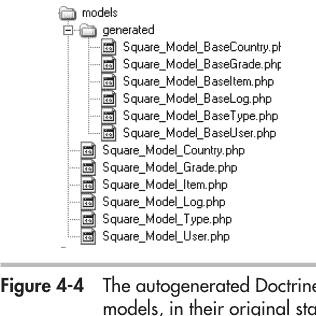 models
generated
Square_Model_BaseCountry.p
Square_Model_BaseGrade.php
Square_Model_BaseItem.php
Square_Model_BaseLog.php
Square_Model_BaseType.php
Square_Model_BaseUser.php
Square_Model_Country.php
Square_Model_Grade.php
Square_Model_Item.php
Square_Model_Log.php
Square_Model_Type.php
Square_Model_User.php
Figure 4-4 The autogenerated Doctrine
models, in their original sta